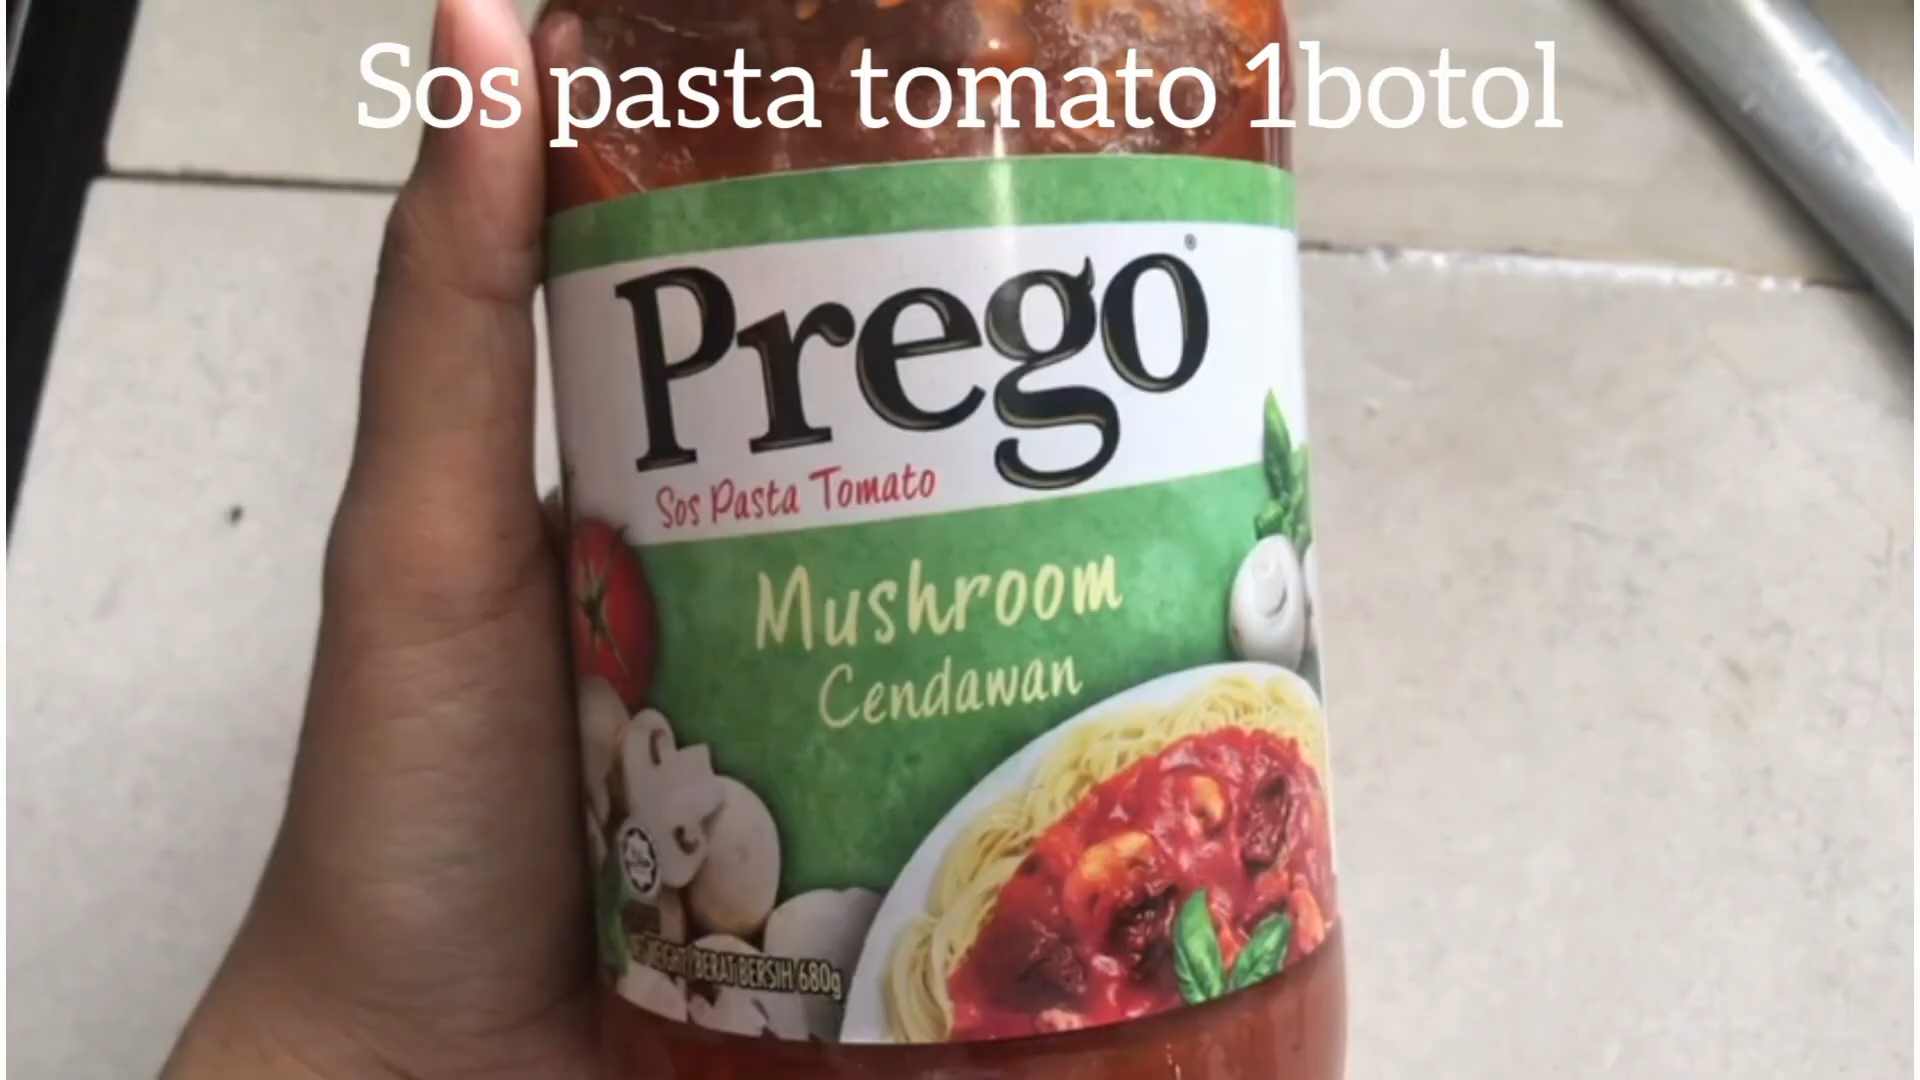 Sos pasta tomato 1botol
Prego
Sos Pasta Tomato
Mushroom
Cendawan
BERAT BERSIH 680g